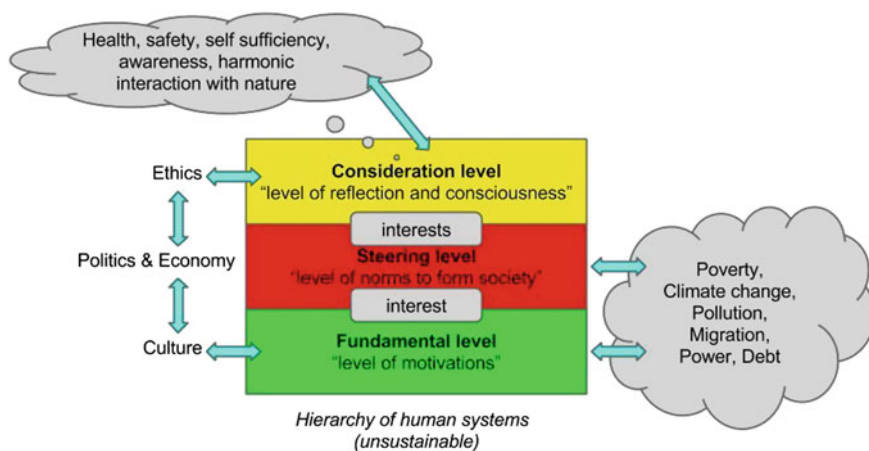 Health, safety, self sufficiency,
awareness, harmonic
interaction with nature
Consideration level
"level of reflection and consciousness"
Ethics
interests
Steering level
"level of norms to form society"
Politics & Economy
interest
Fundamental level
"level of motivations"
Culture
Poverty,
Climate change,
Pollution,
Migration,
Power, Debt
Hierarchy of human systems
(unsustainable)